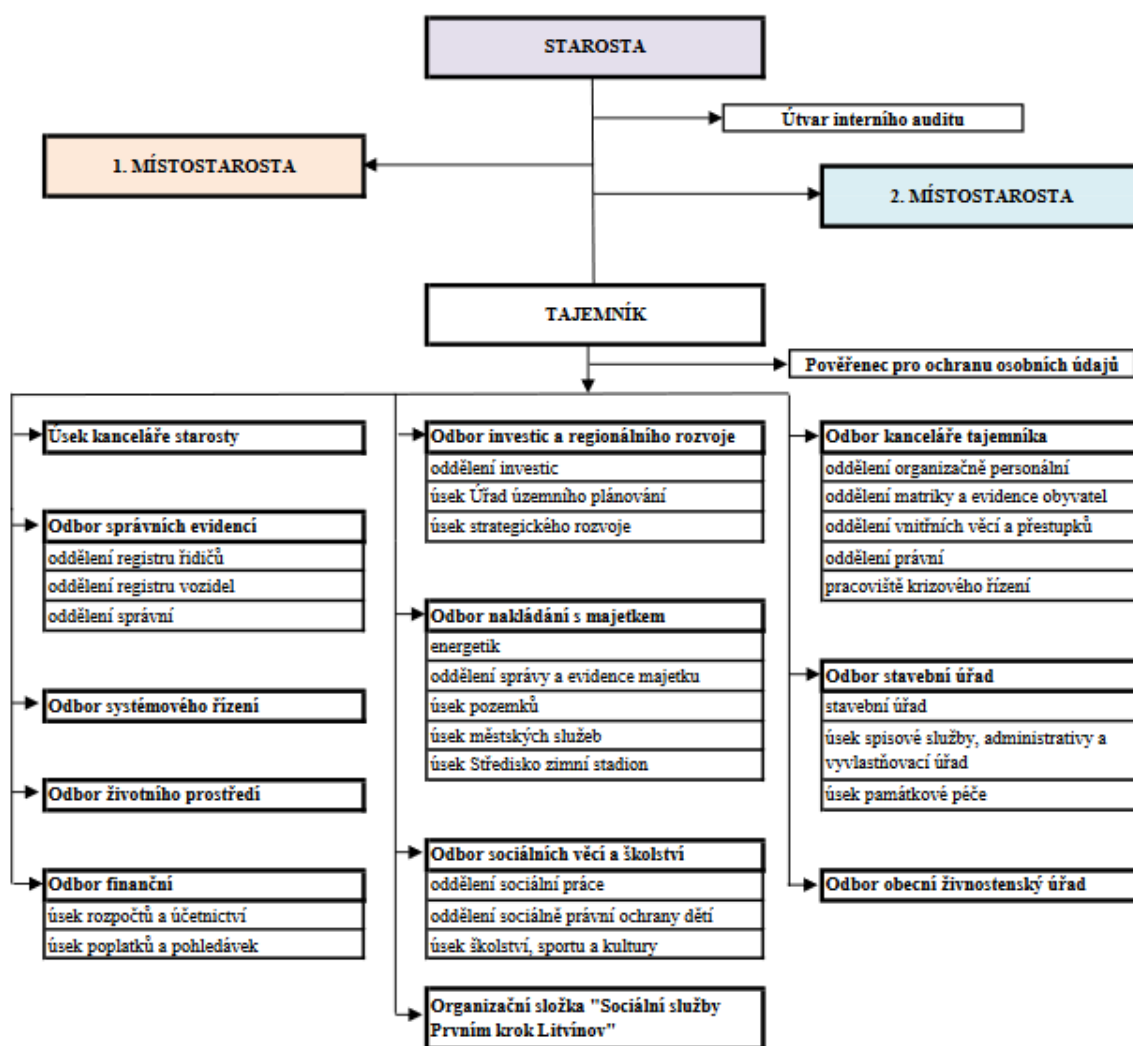 STAROSTA
Útvar interního auditu
1. MÍSTOSTAROSTA
2. MÍSTOSTAROSTA
TAJEMNÍK
Pověřenec pro ochranu osobních údajů
Úsek kanceláře starosty
Odbor správních evidencí
oddělení registru řidičů
oddělení registru vozidel
oddělení správní
Odbor systémového řízení
Odbor životního prostředí
Odbor finanční
úsek rozpočtů a účetnictví
úsek poplatků a pohledávek
Odbor investic a regionálního rozvoje
oddělení investic
úsek Úřad územního plánování
úsek strategického rozvoje
Odbor nakládání s majetkem
energetik
oddělení správy a evidence majetku
úsek pozemků
úsek městských služeb
úsek Středisko zimní stadion
Odbor sociálních věcí a školství
oddělení sociální práce
oddělení sociálně právní ochrany dětí
úsek školství, sportu a kultury
Organizační složka "Sociální služby
Prvním krok Litvínov"
Odbor kanceláře tajemníka
oddělení organizačně personální
oddělení matriky a evidence obyvatel
oddělení vnitřních věcí a přestupků
oddělení právní
pracoviště krizového řízení
Odbor stavební úřad
stavební úřad
úsek spisové služby, administrativy a
vyvlastňovací úřad
úsek památkové péče
Odbor obecní živnostenský úřad